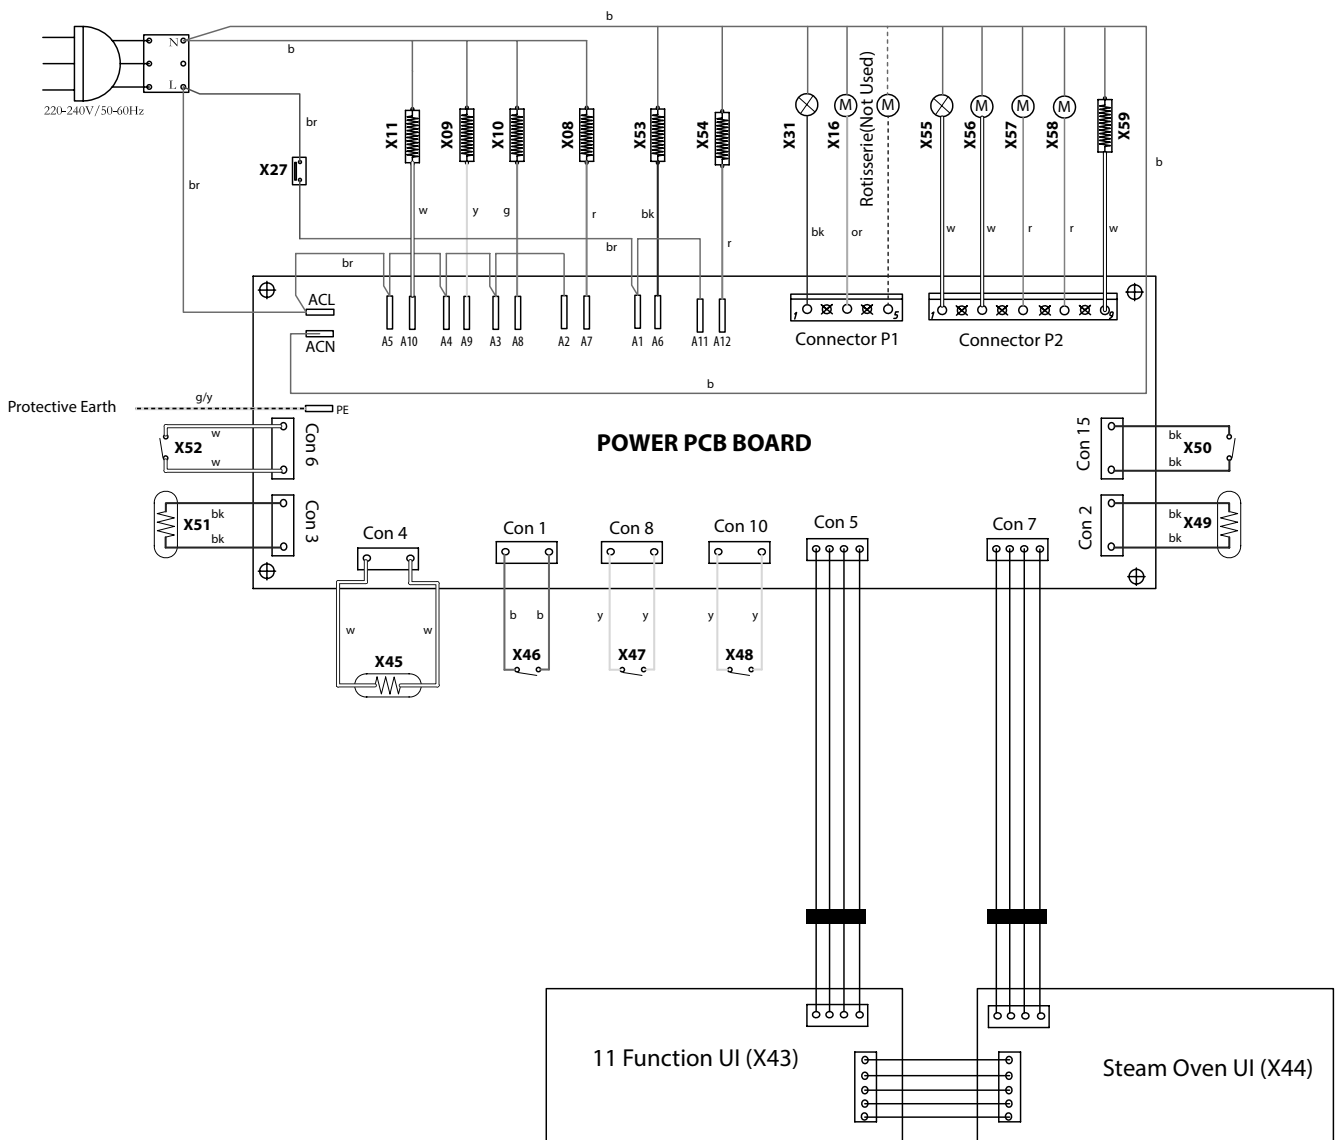 b
N
b
L
220-240V/50-60Hz
br
X27
br
X11
X09
X10
X08
X53
X54
X31
X16
Rotisserie(Not Used)
X55
X56
X57
X58
X59
M
M
M
M
M
b
w
y
g
r
bk
r
bk
or
w
w
r
r
w
br
br
ACL
ACN
A5
A10
A4
A9
A3
A8
A2
A7
A1
A6
A11
A12
1
5
1
9
Connector P1
Connector P2
b
Protective Earth
g/y
PE
POWER PCB BOARD
w
X52
w
Con 6
bk
X51
bk
Con 3
Con 15
bk
X50
bk
Con 2
bk
X49
bk
Con 4
Con 1
Con 8
Con 10
Con 5
Con 7
w
w
X45
b
b
X46
y
y
X47
y
y
X48
11 Function UI (X43)
Steam Oven UI (X44)